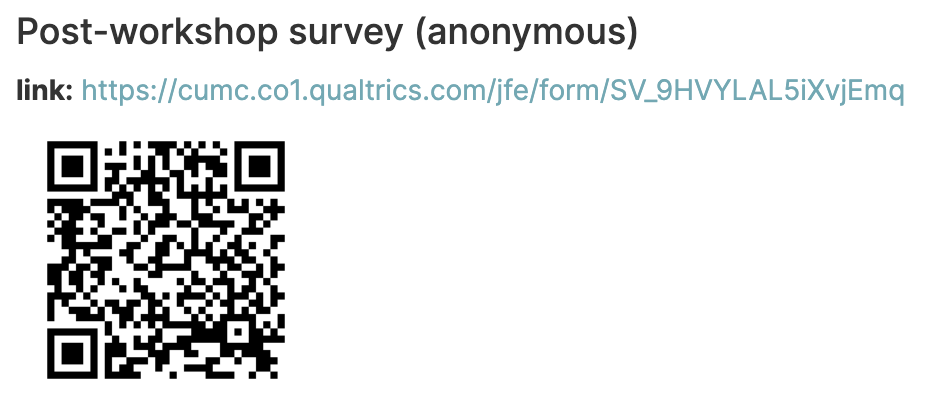 Post-workshop survey (anonymous)
link: https://cumc.co1.qualtrics.com/jfe/form/SV_9HVYLAL5iXvjEmq